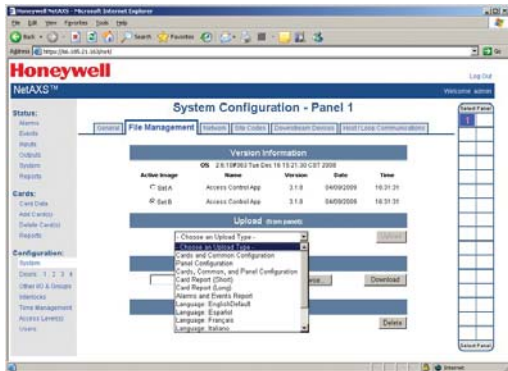 Honeywell NetAXS - Microsoft Internet Explorer
File Edit View Favorites Tools Help
Back Search Favorites
Address Go
Honeywell
Log Out
NetAXS™
Welcome admin
System Configuration - Panel 1
Select Panel
1
Status:
Alarms
Events
Inputs
Outputs
System
Reports
Cards:
Card Data
Add Card(s)
Delete Card(s)
Reports
Configuration:
System
Doors 1 2 3 4
Other I/O & Groups
Interlocks
Time Management
Access Level(s)
Users
General File Management Network Site Codes Downstream Devices Host / Loop Communications
Version Information
Active Image Name Version Date Time
Set A Access Control App 3.1.8 04/09/2009 16:31:31
Set B Access Control App 3.1.8 04/09/2009 16:31:31
Upload (from panel)
- Choose an Upload Type - Upload
- Choose an Upload Type -
Cards and Common Configuration
Panel Configuration
Cards, Common, and Panel Configuration
Card Report (Short)
Card Report (Long)
Alarms and Events Report
Language: EnglishDefault
Language: Español
Language: Français
Language: Italiano
Download
Delete
Select Panel
Internet